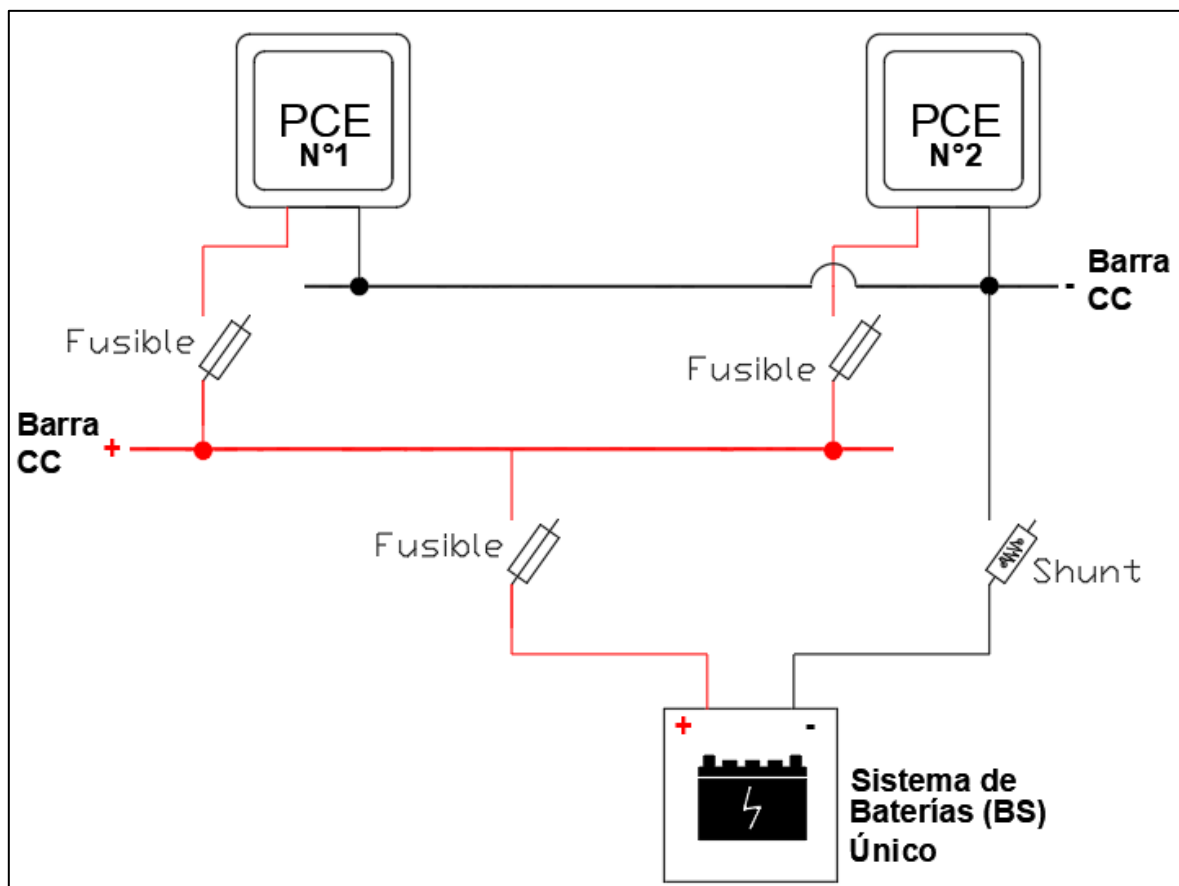 PCE
N°1
PCE
N°2
Barra
CC
-
Fusible
Fusible
Barra
CC
+
Fusible
Shunt
+
-
Sistema de
Baterías (BS)
Único